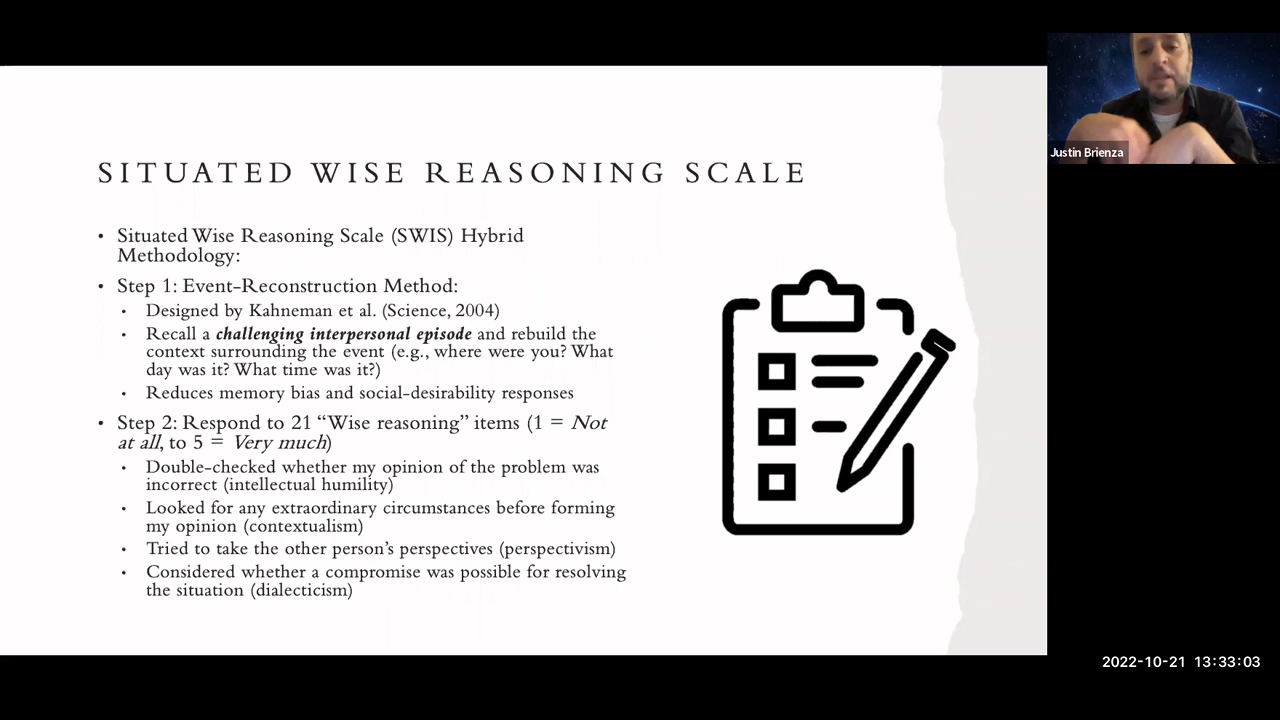 SITUATED WISE REASONING SCALE
• Situated Wise Reasoning Scale (SWIS) Hybrid
Methodology:
• Step 1: Event-Reconstruction Method:
• Designed by Kahneman et al. (Science, 2004)
• Recall a challenging interpersonal episode and rebuild the
context surrounding the event (e.g., where were you? What
day was it? What time was it?)
• Reduces memory bias and social-desirability responses
• Step 2: Respond to 21 “Wise reasoning” items (1 = Not
at all, to 5 = Very much)
• Double-checked whether my opinion of the problem was
incorrect (intellectual humility)
• Looked for any extraordinary circumstances before forming
my opinion (contextualism)
• Tried to take the other person’s perspectives (perspectivism)
• Considered whether a compromise was possible for resolving
the situation (dialecticism)
Justin Brienza
2022-10-21 13:33:03